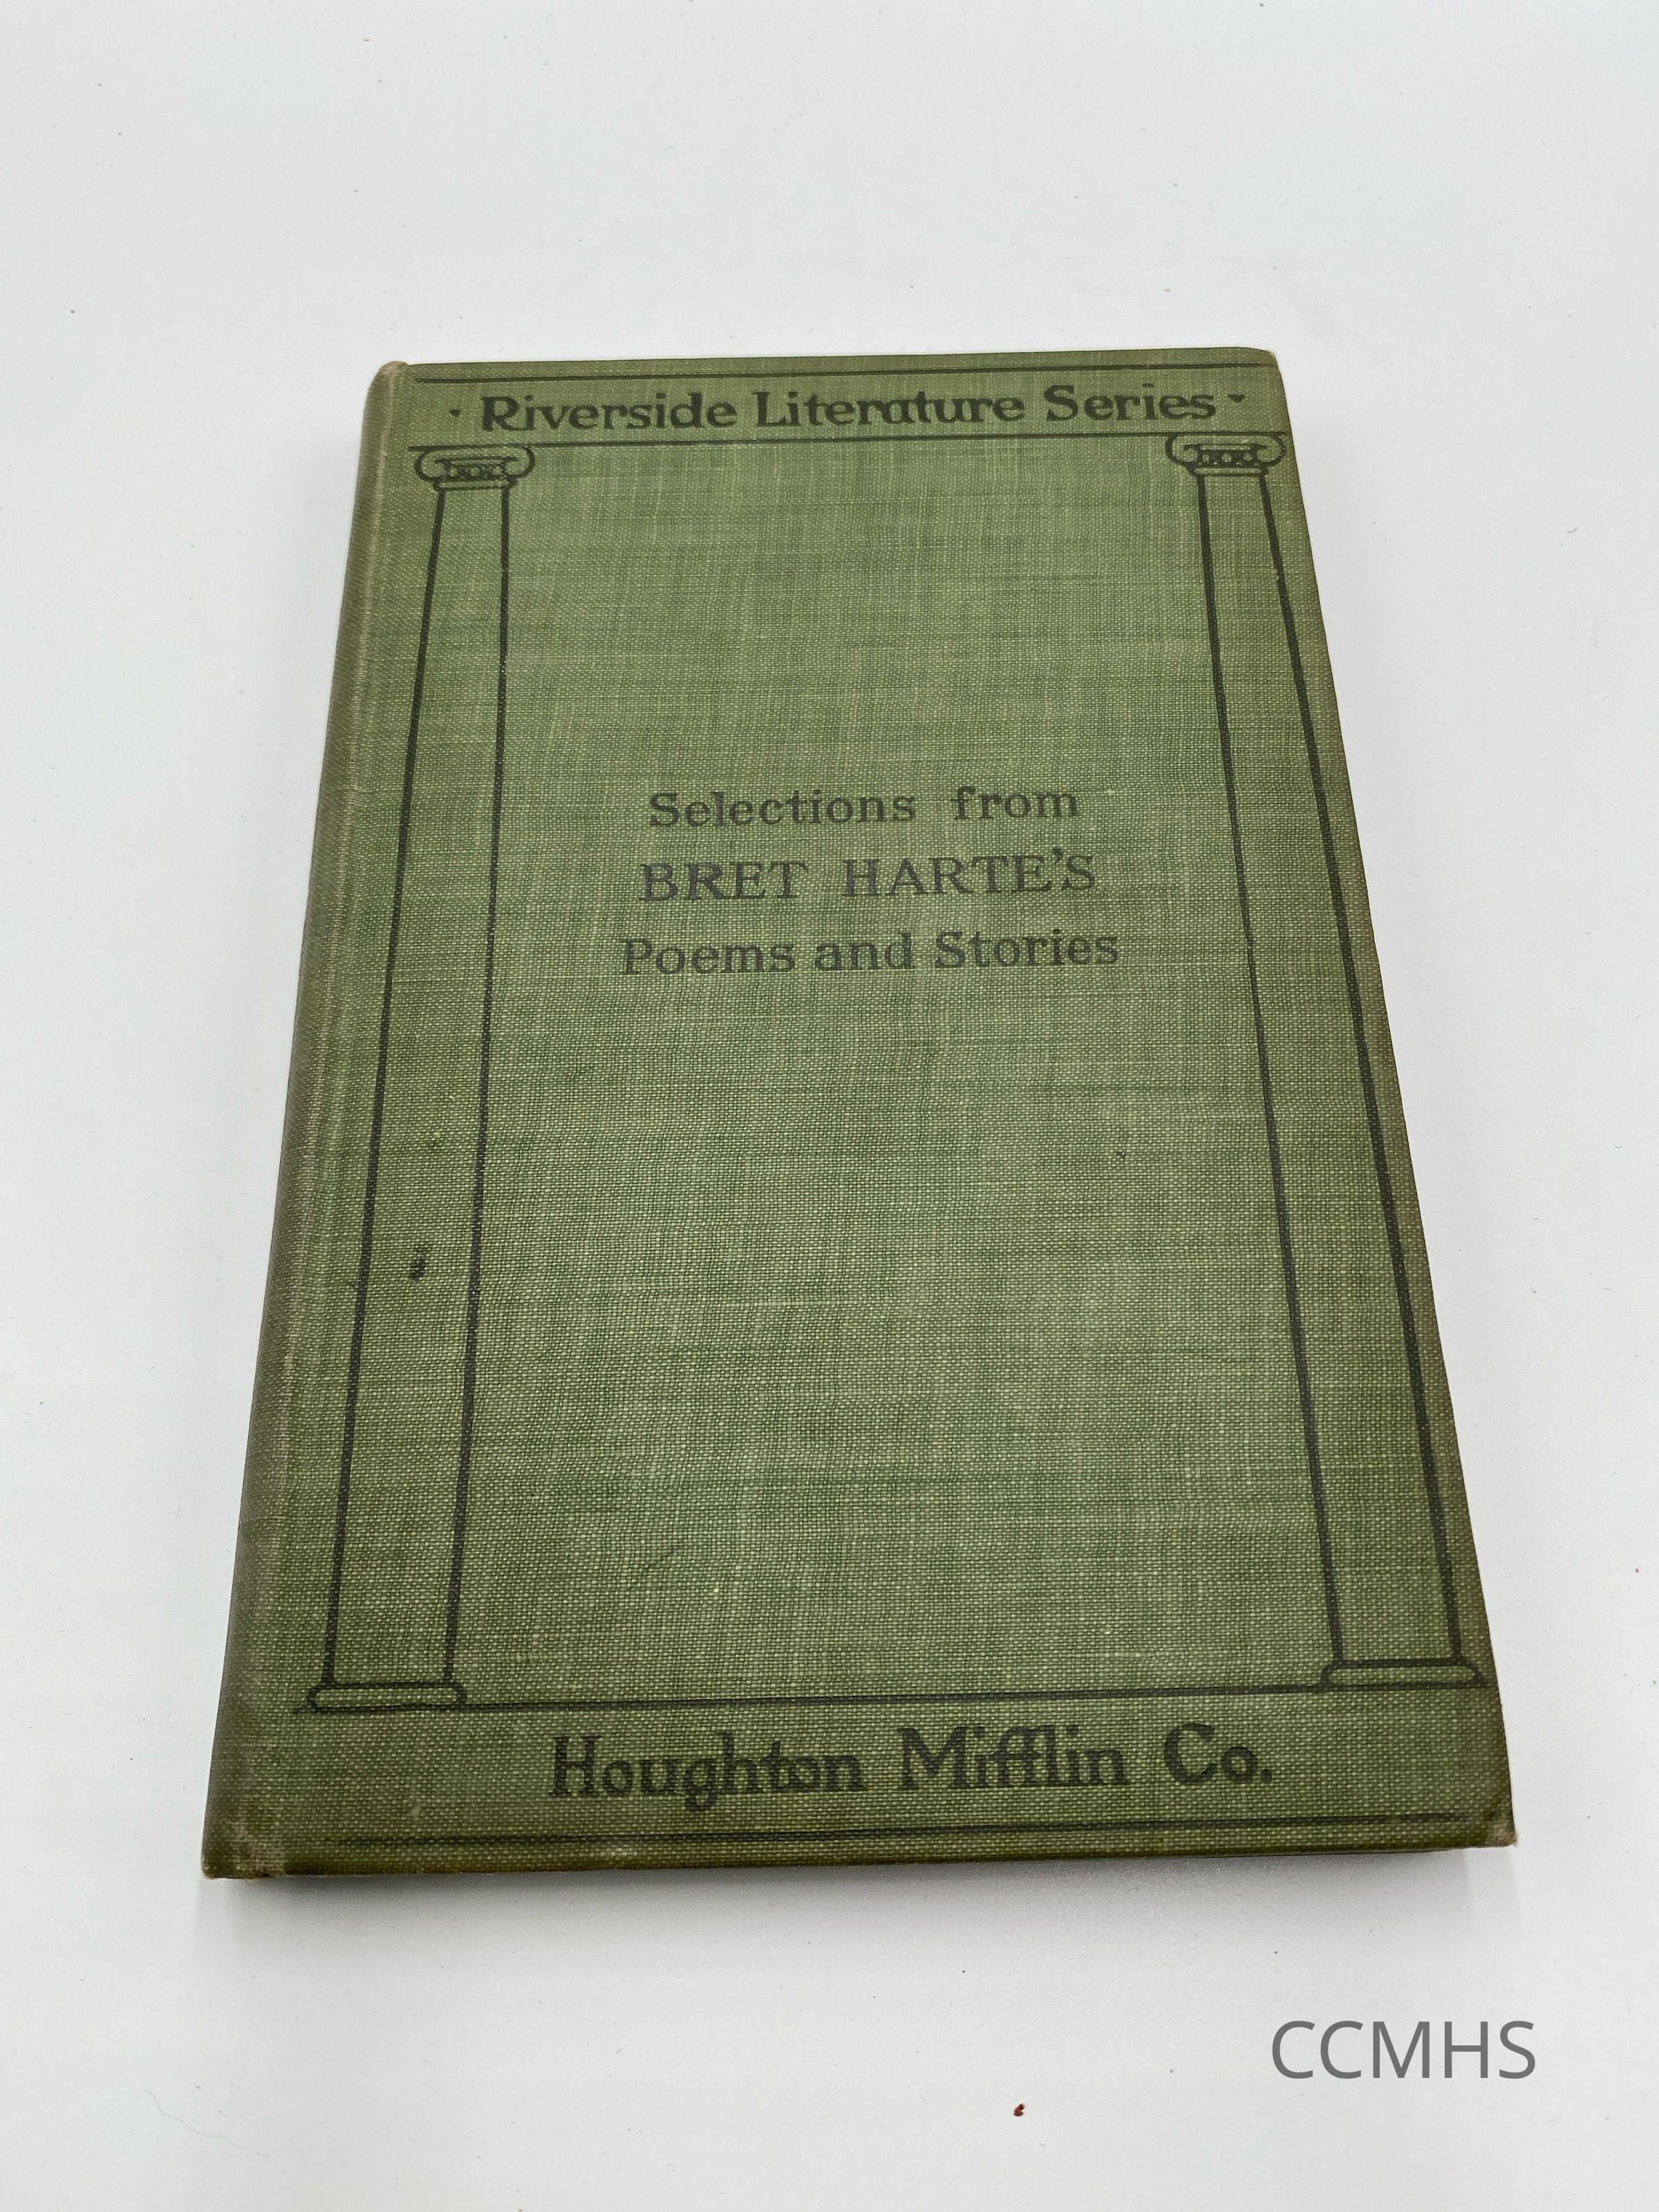 · Riverside Literature Series ·
Selections from
BRET HARTE'S
Poems and Stories
Houghton Mifflin Co.
CCMHS